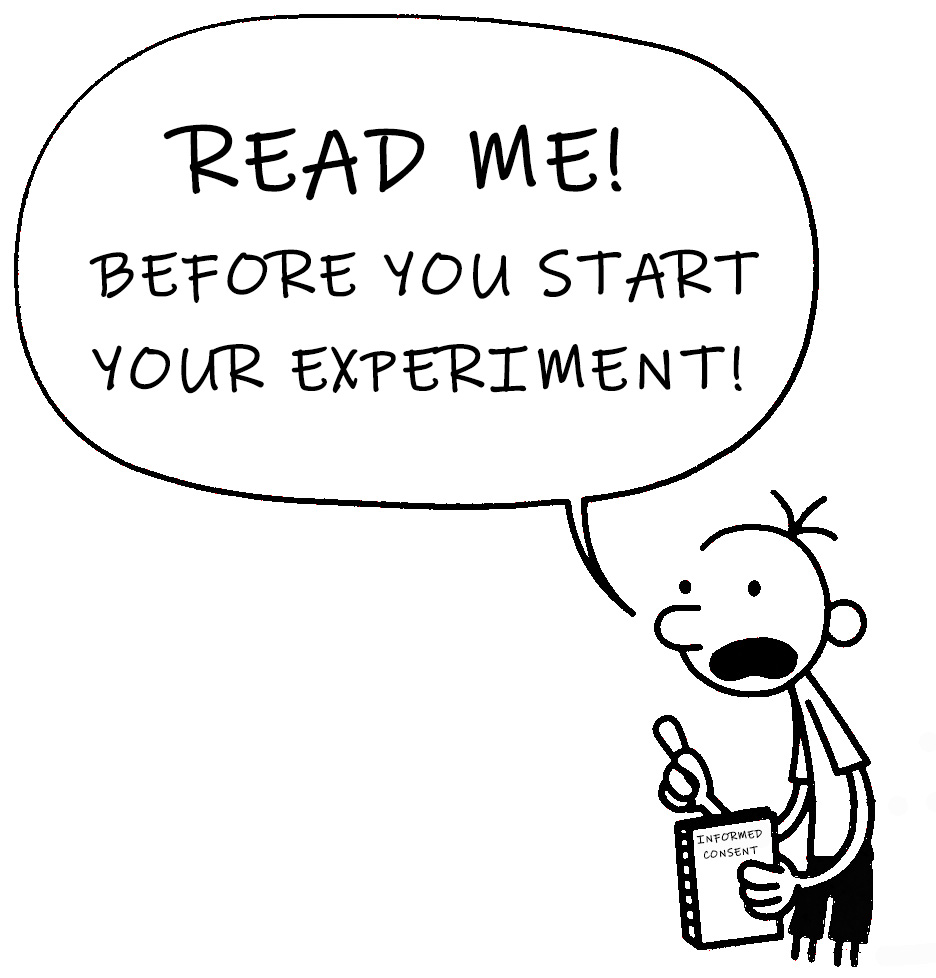 READ ME!
BEFORE YOU START
YOUR EXPERIMENT!
INFORMED
CONSENT